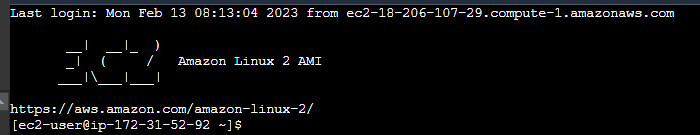 Last login: Mon Feb 13 08:13:04 2023 from ec2-18-206-107-29.compute-1.amazonaws.com
       __|  __|_  )
       _|  (     /   Amazon Linux 2 AMI
      ___|\___|___|
https://aws.amazon.com/amazon-linux-2/
[ec2-user@ip-172-31-52-92 ~]$